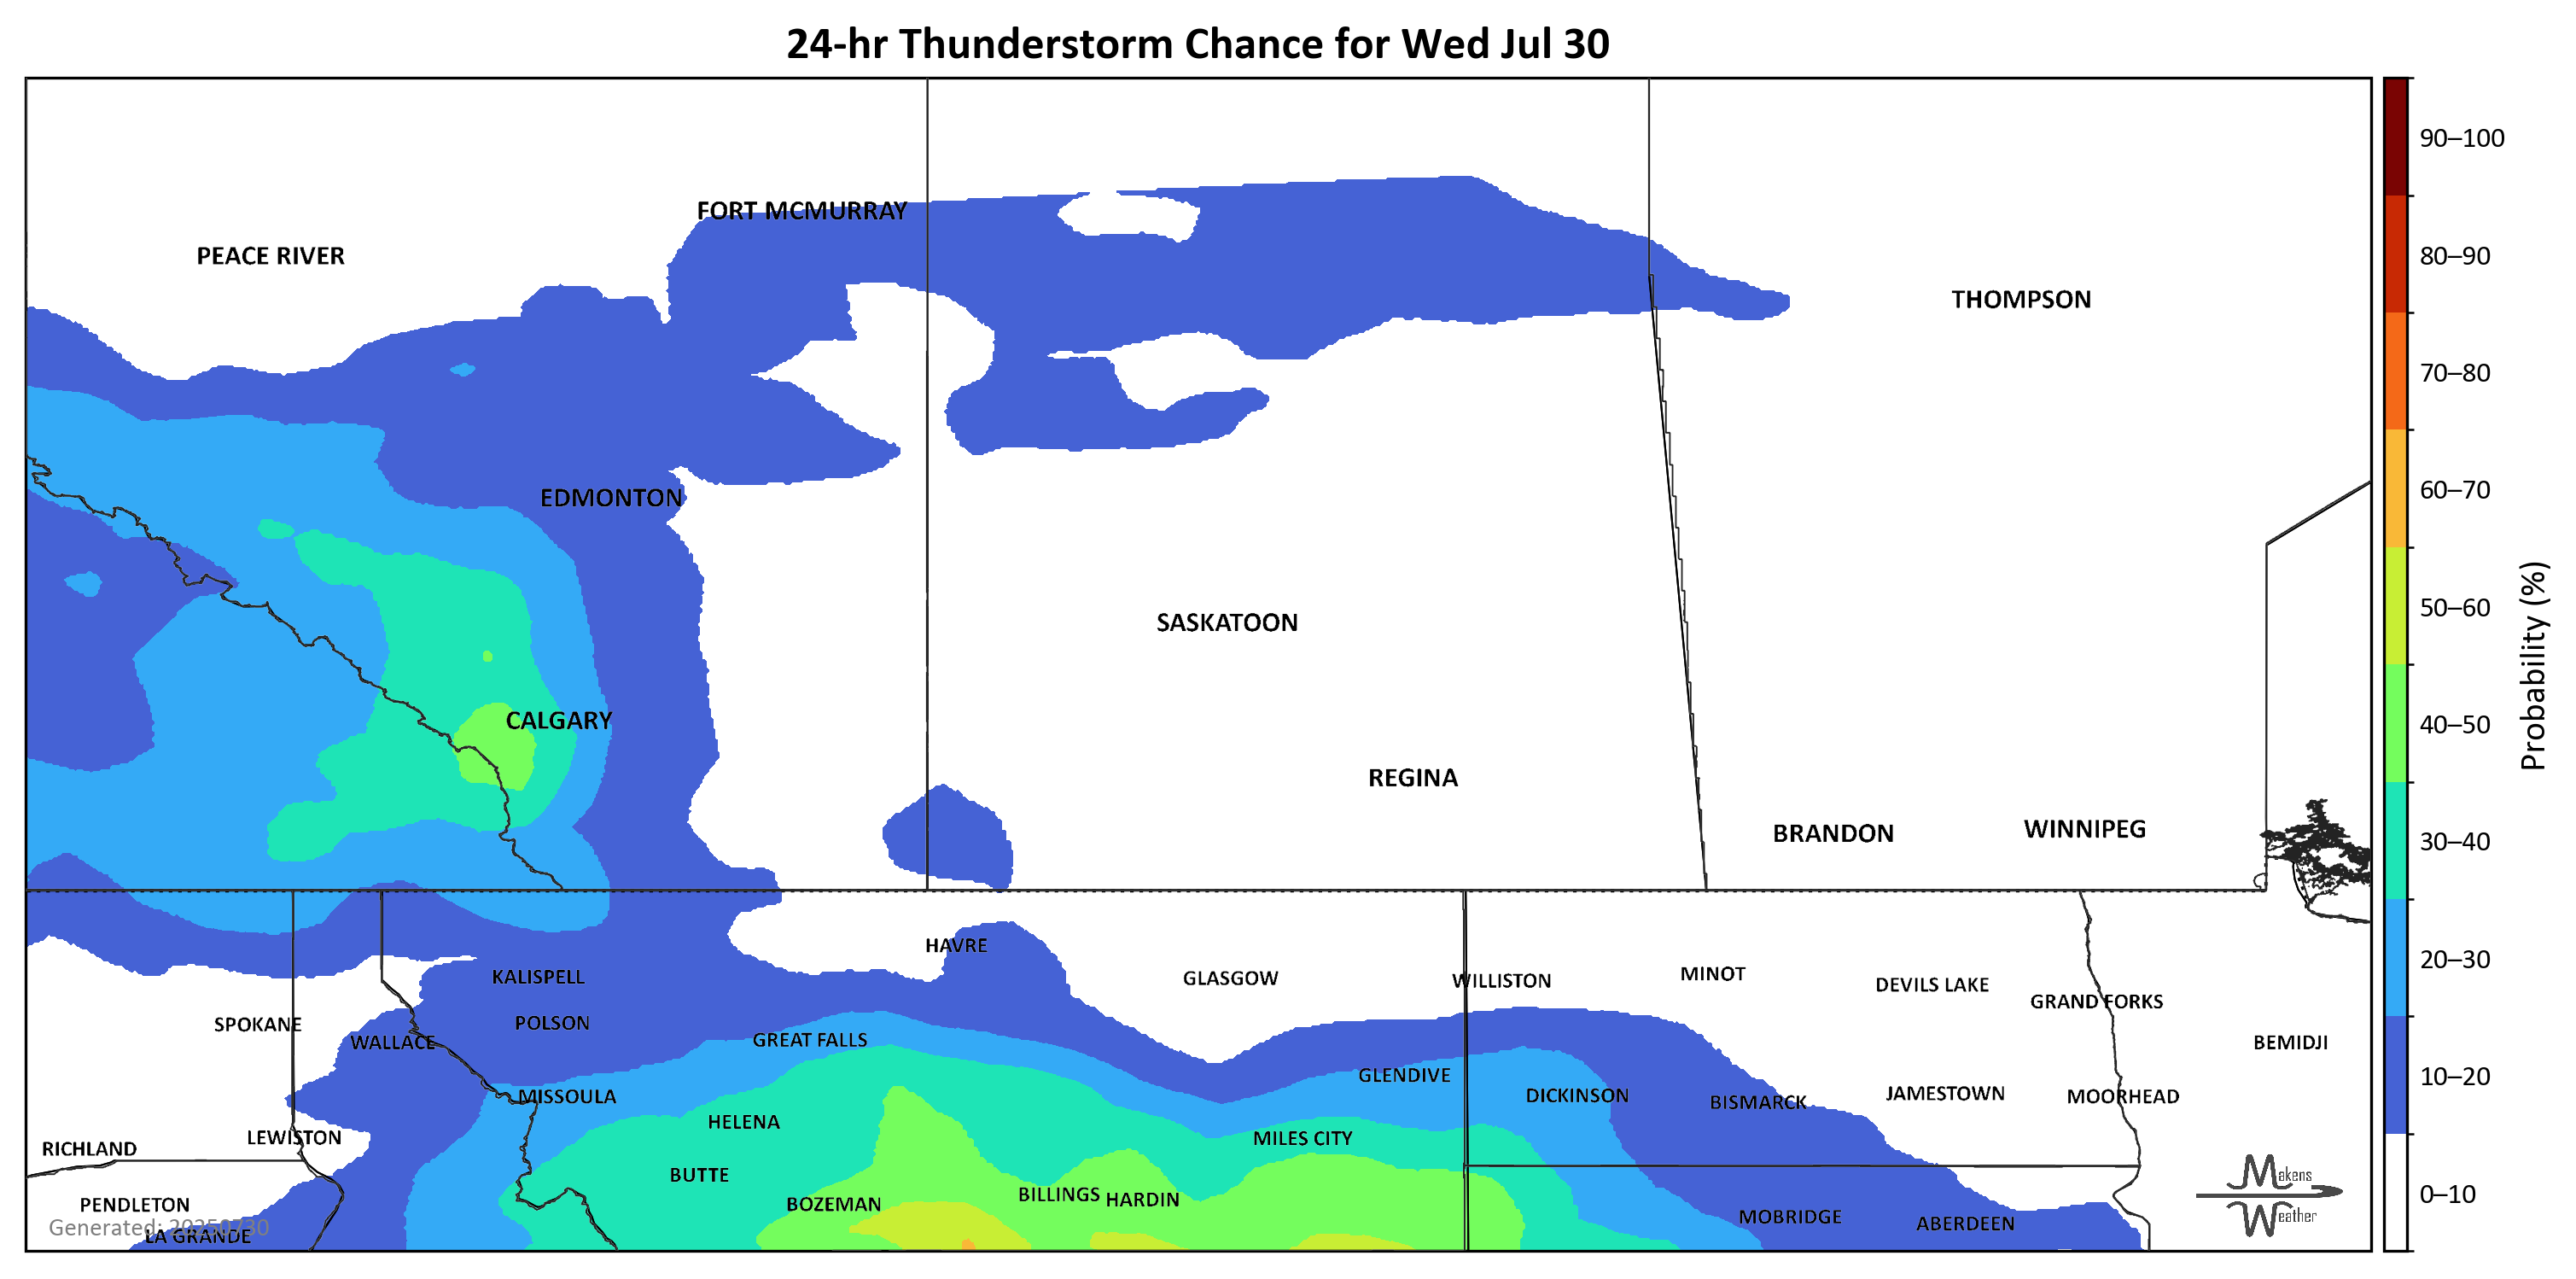 24-hr Thunderstorm Chance for Wed Jul 30
FORT MCMURRAY
PEACE RIVER
THOMPSON
EDMONTON
SASKATOON
CALGARY
REGINA
BRANDON
WINNIPEG
HAVRE
KALISPELL
GLASGOW
WILLISTON
MINOT
DEVILS LAKE
GRAND FORKS
SPOKANE
POLSON
WALLACE
GREAT FALLS
BEMIDJI
GLENDIVE
MISSOULA
DICKINSON
BISMARCK
JAMESTOWN
MOORHEAD
HELENA
LEWISTON
MILES CITY
RICHLAND
BUTTE
PENDLETON
BOZEMAN
BILLINGS
HARDIN
MOBRIDGE
ABERDEEN
Generated: 20250730
LA GRANDE
Makens
Weather
90–100
80–90
70–80
60–70
50–60
40–50
30–40
20–30
10–20
0–10
Probability (%)